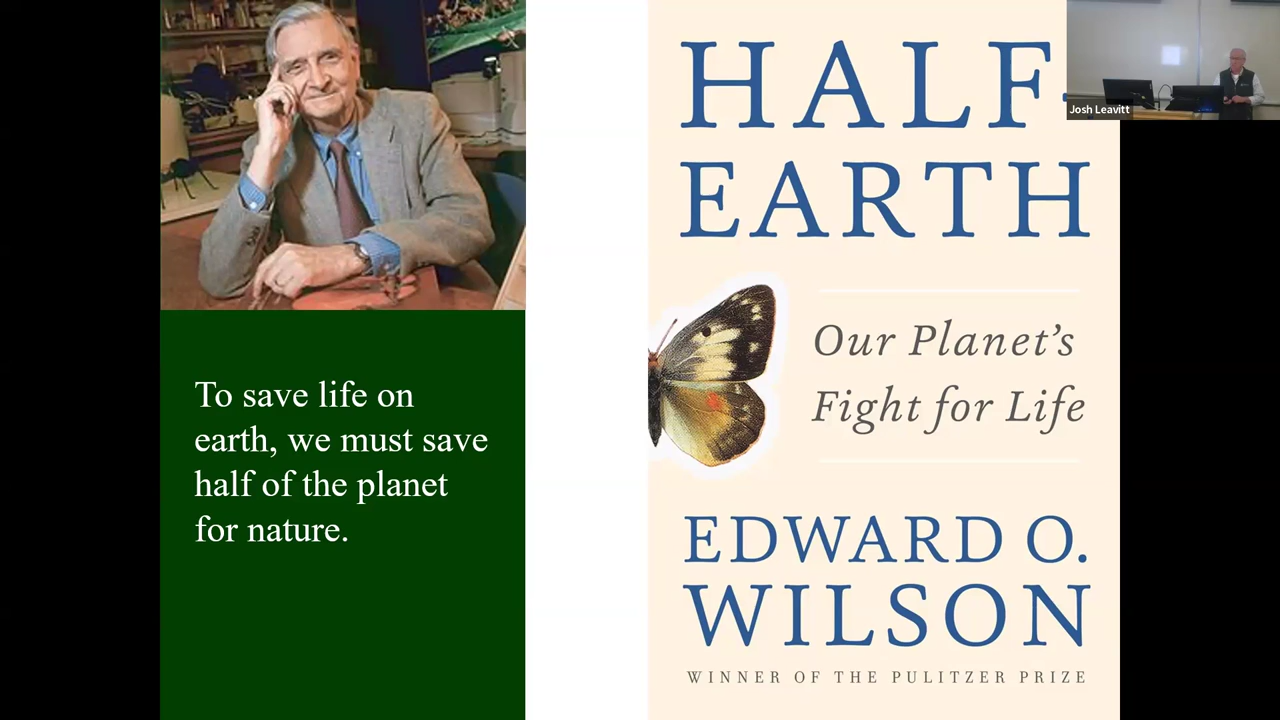 To save life on
earth, we must save
half of the planet
for nature.
HALF-
EARTH
Our Planet's
Fight for Life
EDWARD O.
WILSON
WINNER OF THE PULITZER PRIZE
Josh Leavitt